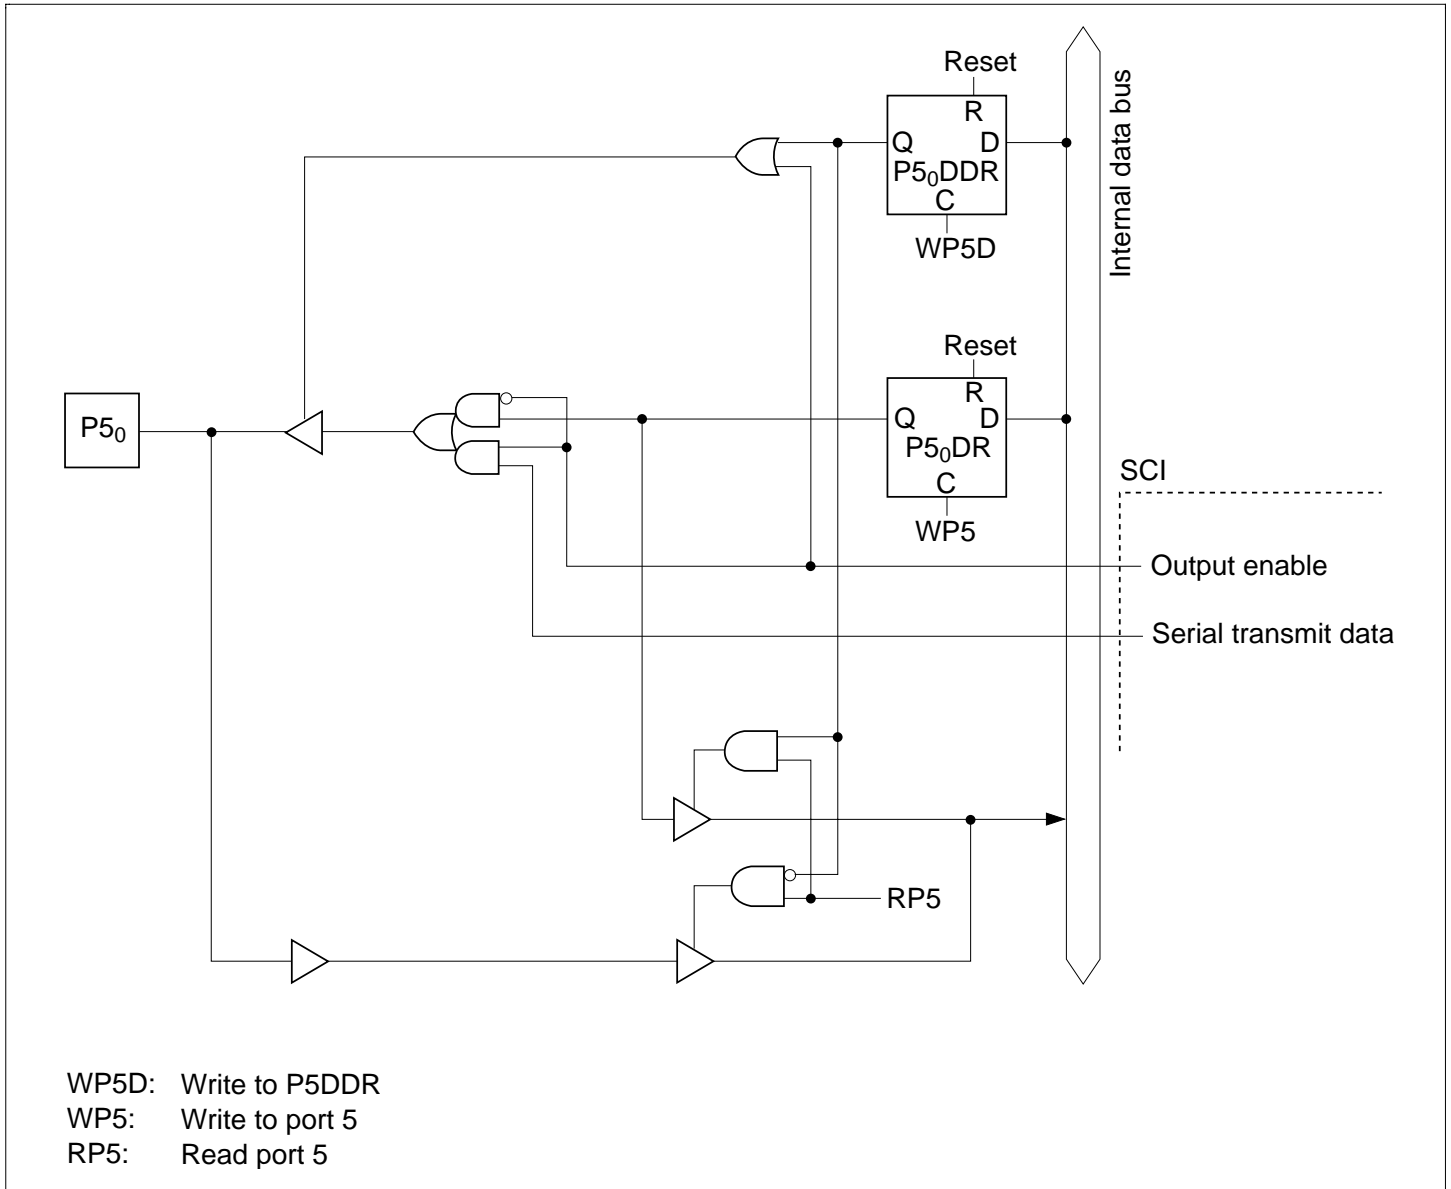 Reset
R
Q D
P5₀DDR
C
WP5D
Internal data bus
Reset
R
Q D
P5₀DR
C
WP5
P5₀
SCI
Output enable
Serial transmit data
RP5
WP5D: Write to P5DDR
WP5: Write to port 5
RP5: Read port 5